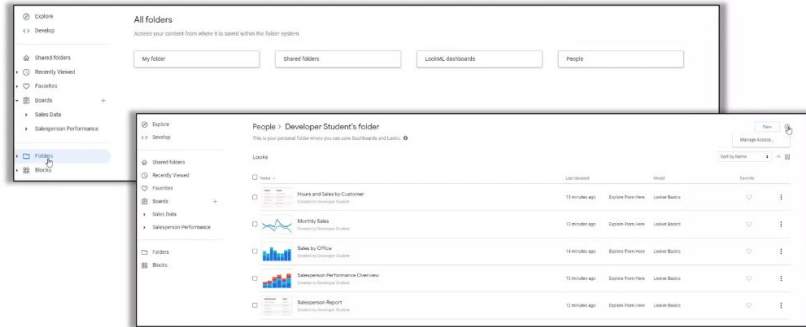 Explore
Develop
Shared folders
Recently Viewed
Favorites
Boards +
Sales Data
Salesperson Performance
Folders
Blocks
All folders
Access your content from where it is saved within the folder system
My folder
Shared folders
LookML dashboards
People
Explore
Develop
Shared folders
Recently Viewed
Favorites
Boards +
Sales Data
Salesperson Performance
Folders
Blocks
People > Developer Student's folder
This is your personal folder where you can save Dashboards and Looks.
Manage Access...
Looks
Sort by Name
Name
Model
Favorite
Hours and Sales by Customer
Created by Developer Student
13 minutes ago Explore From Here Looker Basics
Monthly Sales
Created by Developer Student
13 minutes ago Explore From Here Looker Basics
Sales by Office
Created by Developer Student
14 minutes ago Explore From Here Looker Basics
Salesperson Performance Overview
Created by Developer Student
15 minutes ago Explore From Here Looker Basics
Salesperson Report
Created by Developer Student
12 minutes ago Explore From Here Looker Basics